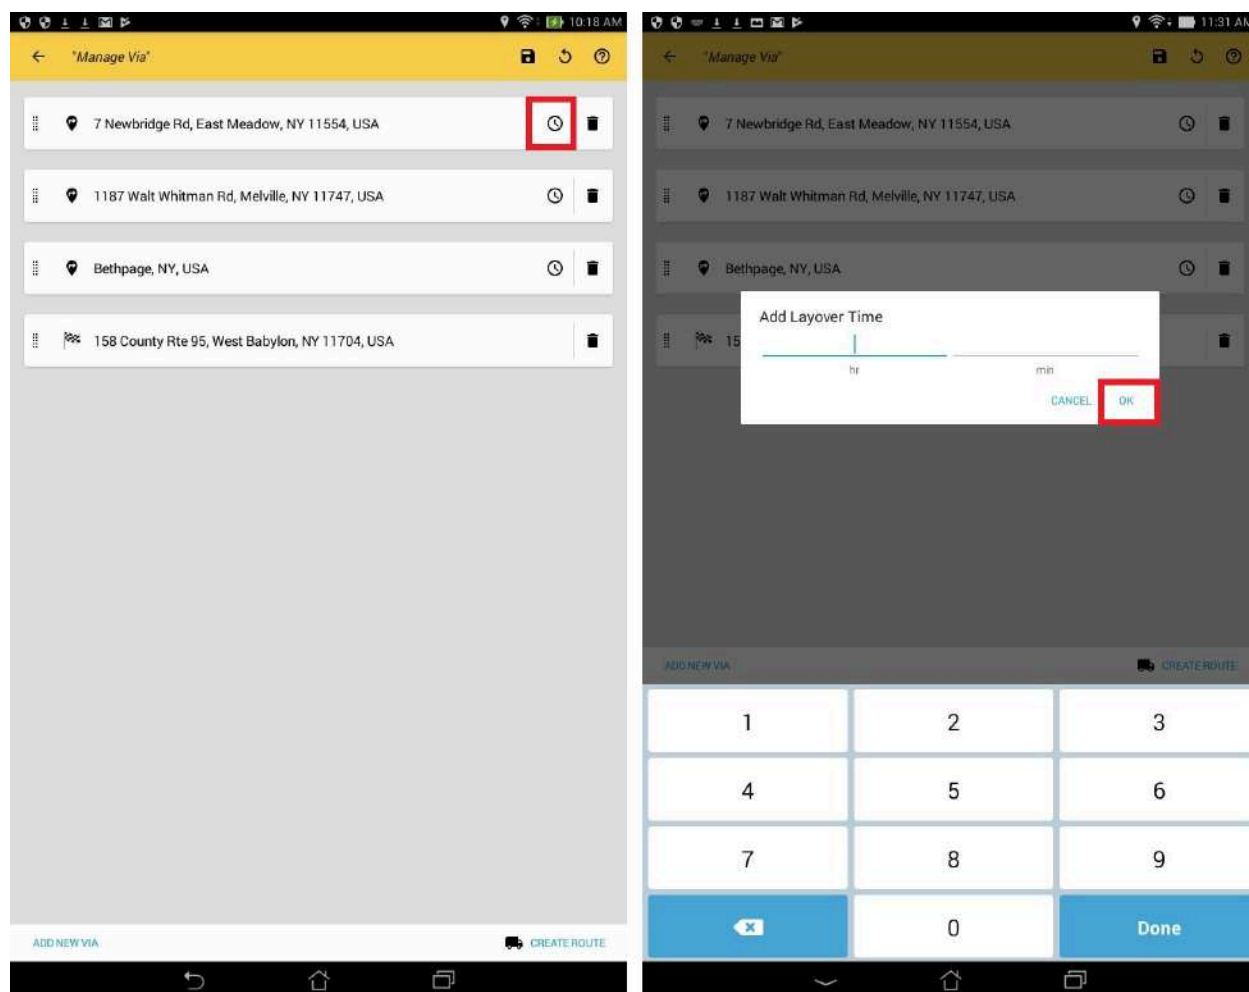 10:18 AM
"Manage Via"
7 Newbridge Rd, East Meadow, NY 11554, USA
1187 Walt Whitman Rd, Melville, NY 11747, USA
Bethpage, NY, USA
158 County Rte 95, West Babylon, NY 11704, USA
ADD NEW VIA
CREATE ROUTE
11:31 AM
"Manage Via"
7 Newbridge Rd, East Meadow, NY 11554, USA
1187 Walt Whitman Rd, Melville, NY 11747, USA
Bethpage, NY, USA
15
Add Layover Time
hr min
CANCEL OK
ADD NEW VIA
CREATE ROUTE
1 2 3
4 5 6
7 8 9
0 Done